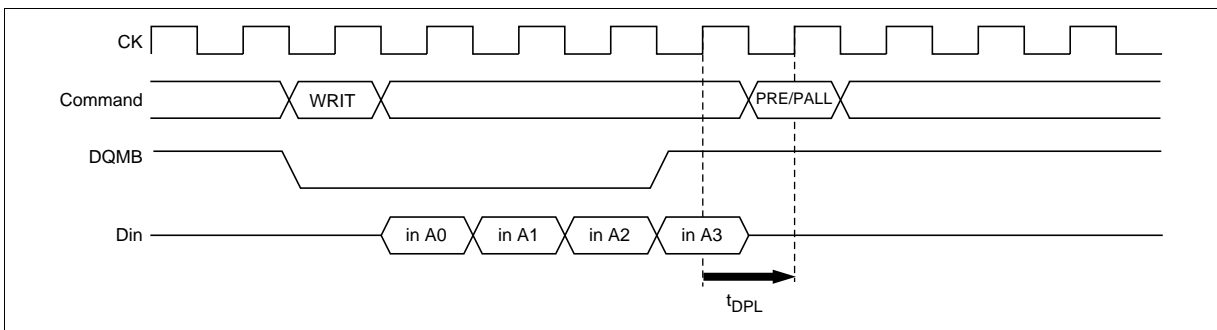 CK
Command WRIT PRE/PALL
DQMB
Din in A0 in A1 in A2 in A3
tDPL